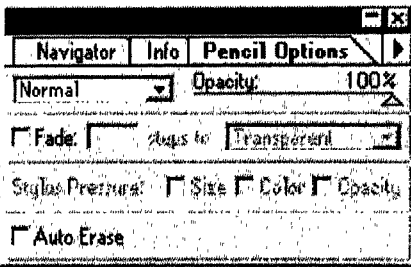 Navigator Info Pencil Options
Normal Opacity: 100%
Fade: steps to Transparent
Stylus Pressure: Size Color Opacity
Auto Erase